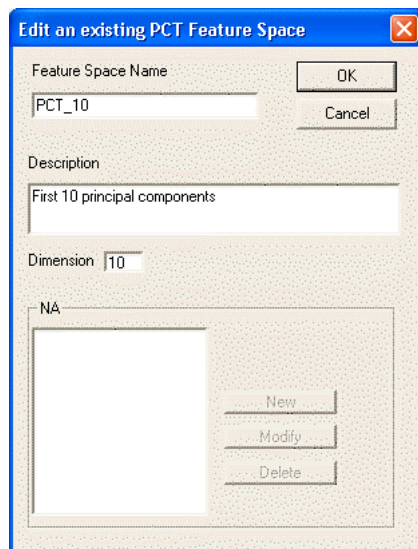 Edit an existing PCT Feature Space
Feature Space Name
OK
PCT_10
Cancel
Description
First 10 principal components
Dimension 10
NA
New
Modify
Delete